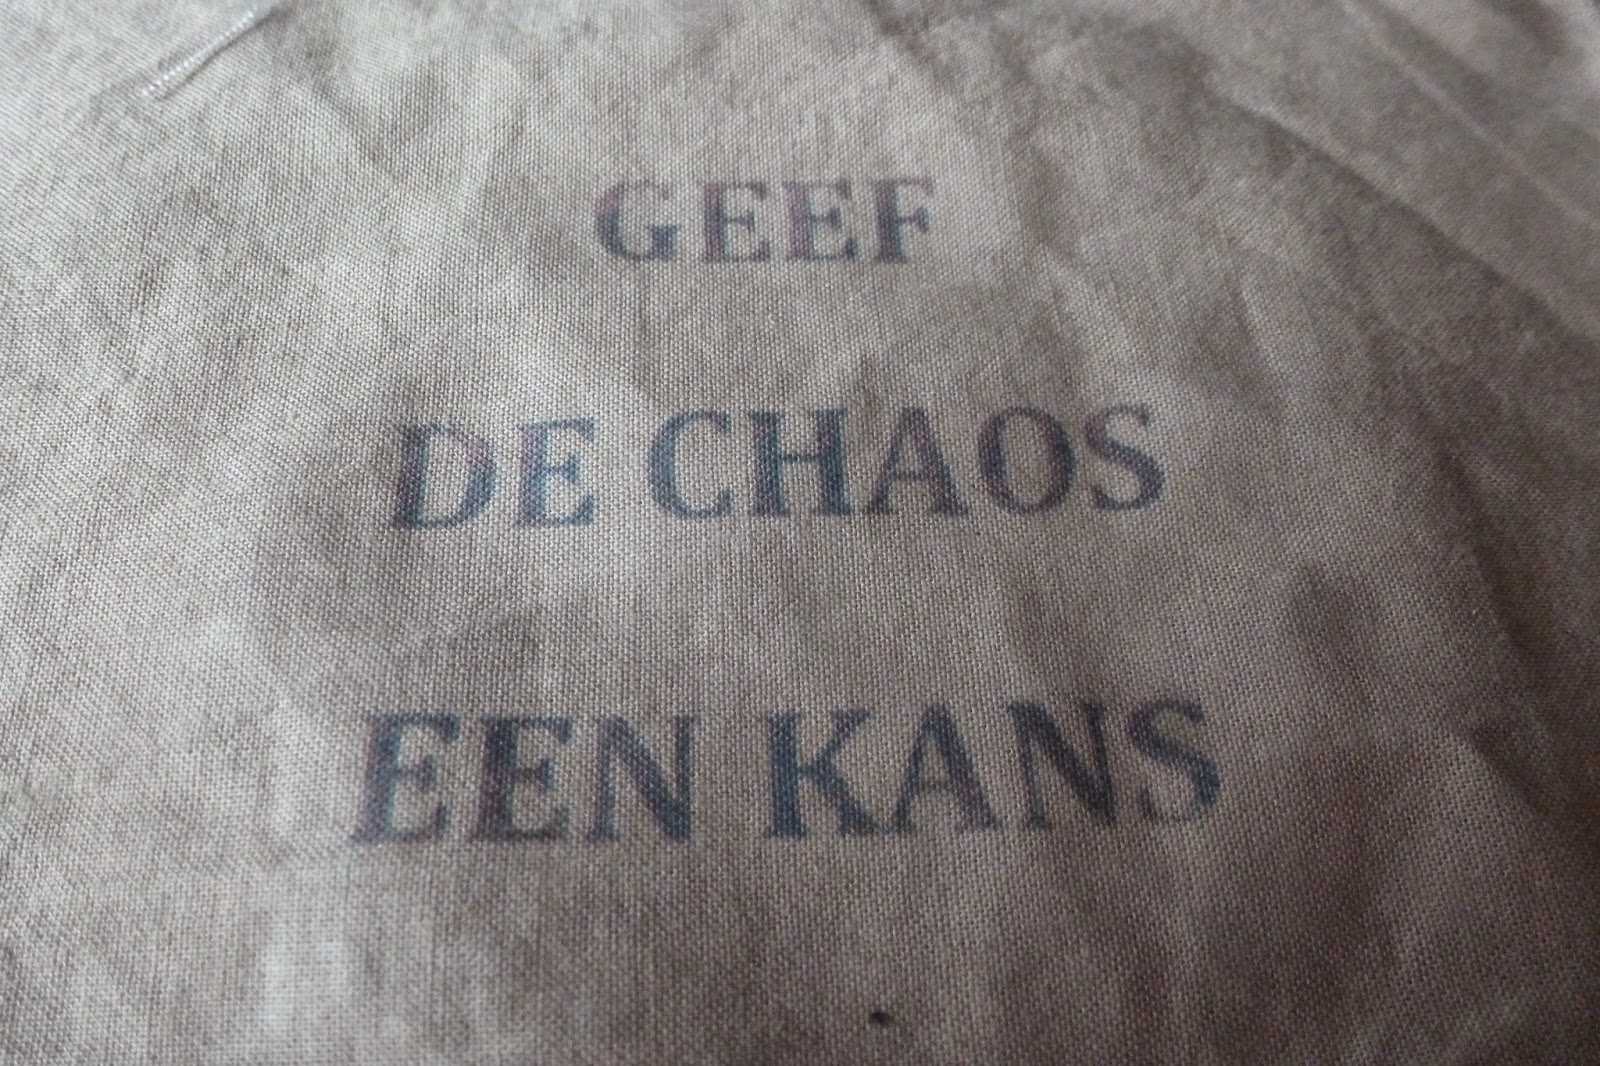 GEEF
DE CHAOS
EEN KANS